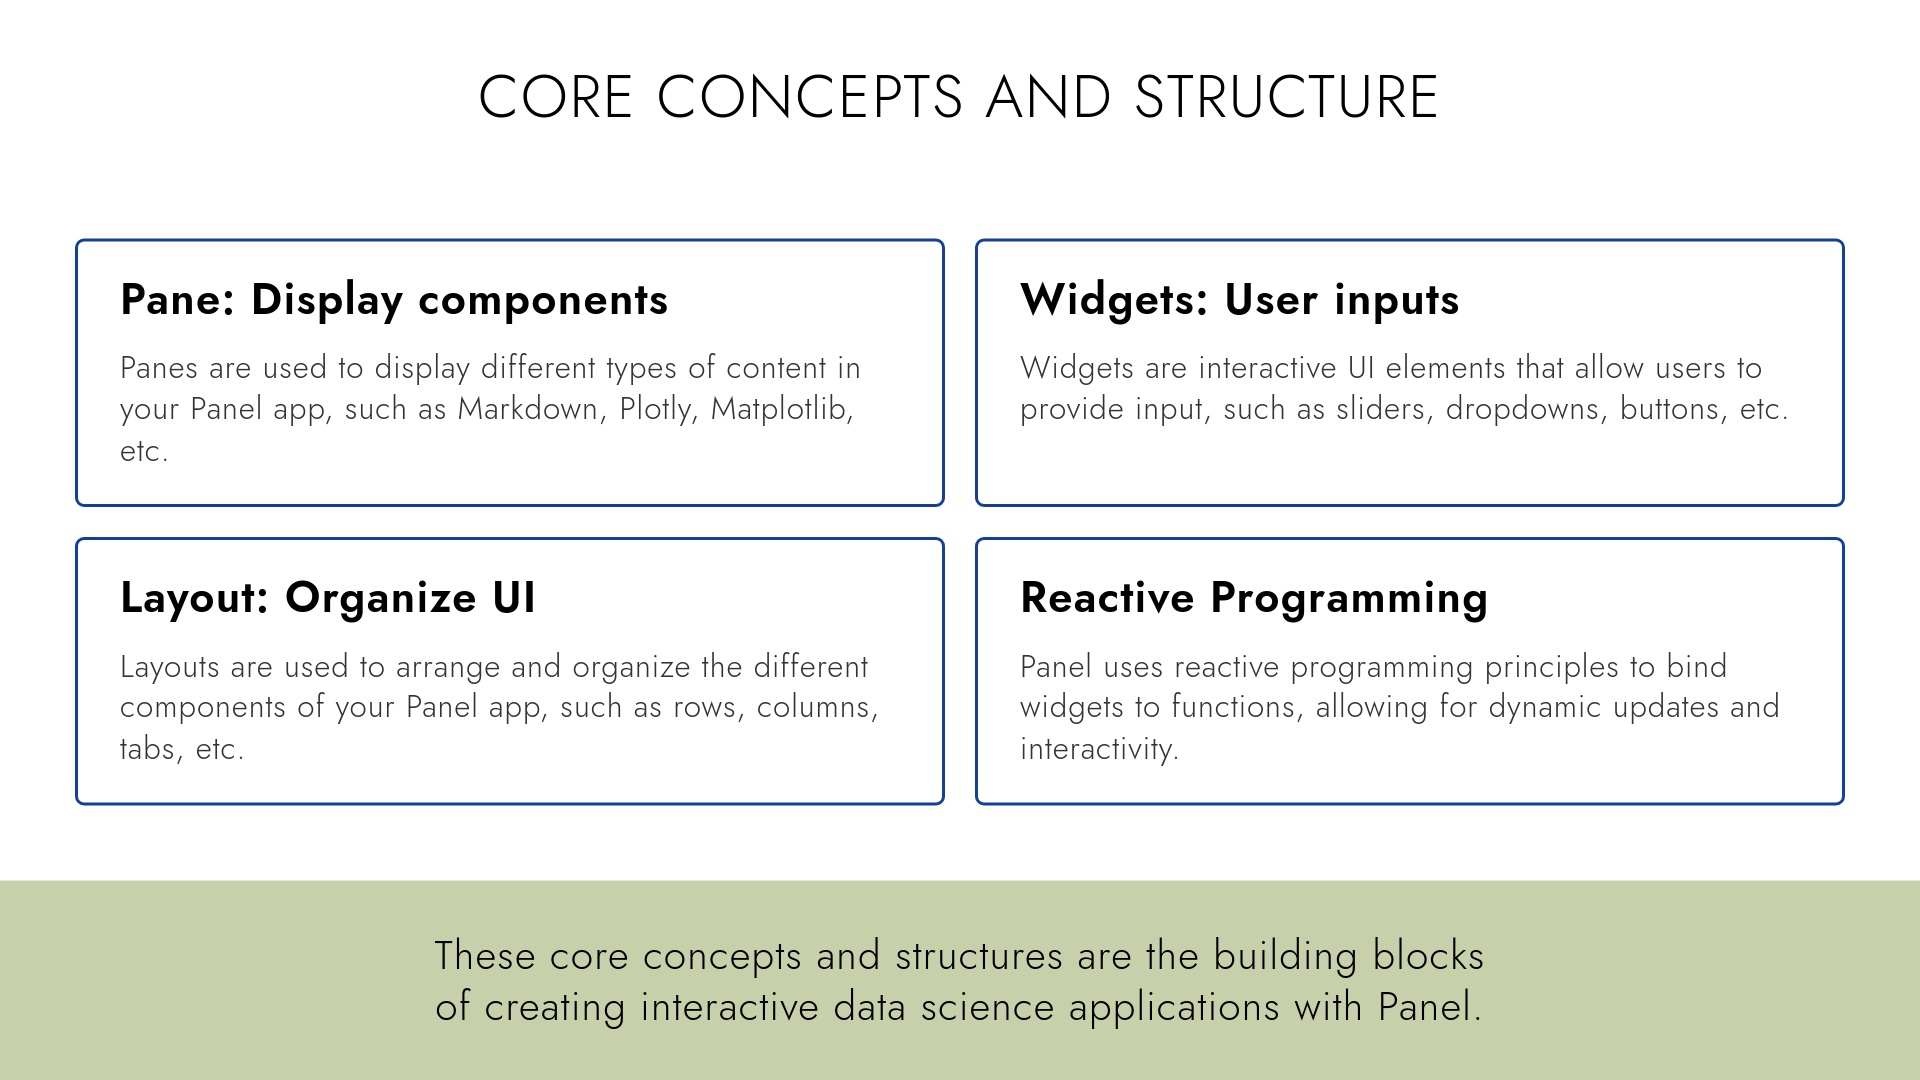 CORE CONCEPTS AND STRUCTURE
Pane: Display components
Panes are used to display different types of content in
your Panel app, such as Markdown, Plotly, Matplotlib,
etc.
Widgets: User inputs
Widgets are interactive UI elements that allow users to
provide input, such as sliders, dropdowns, buttons, etc.
Layout: Organize UI
Layouts are used to arrange and organize the different
components of your Panel app, such as rows, columns,
tabs, etc.
Reactive Programming
Panel uses reactive programming principles to bind
widgets to functions, allowing for dynamic updates and
interactivity.
These core concepts and structures are the building blocks
of creating interactive data science applications with Panel.